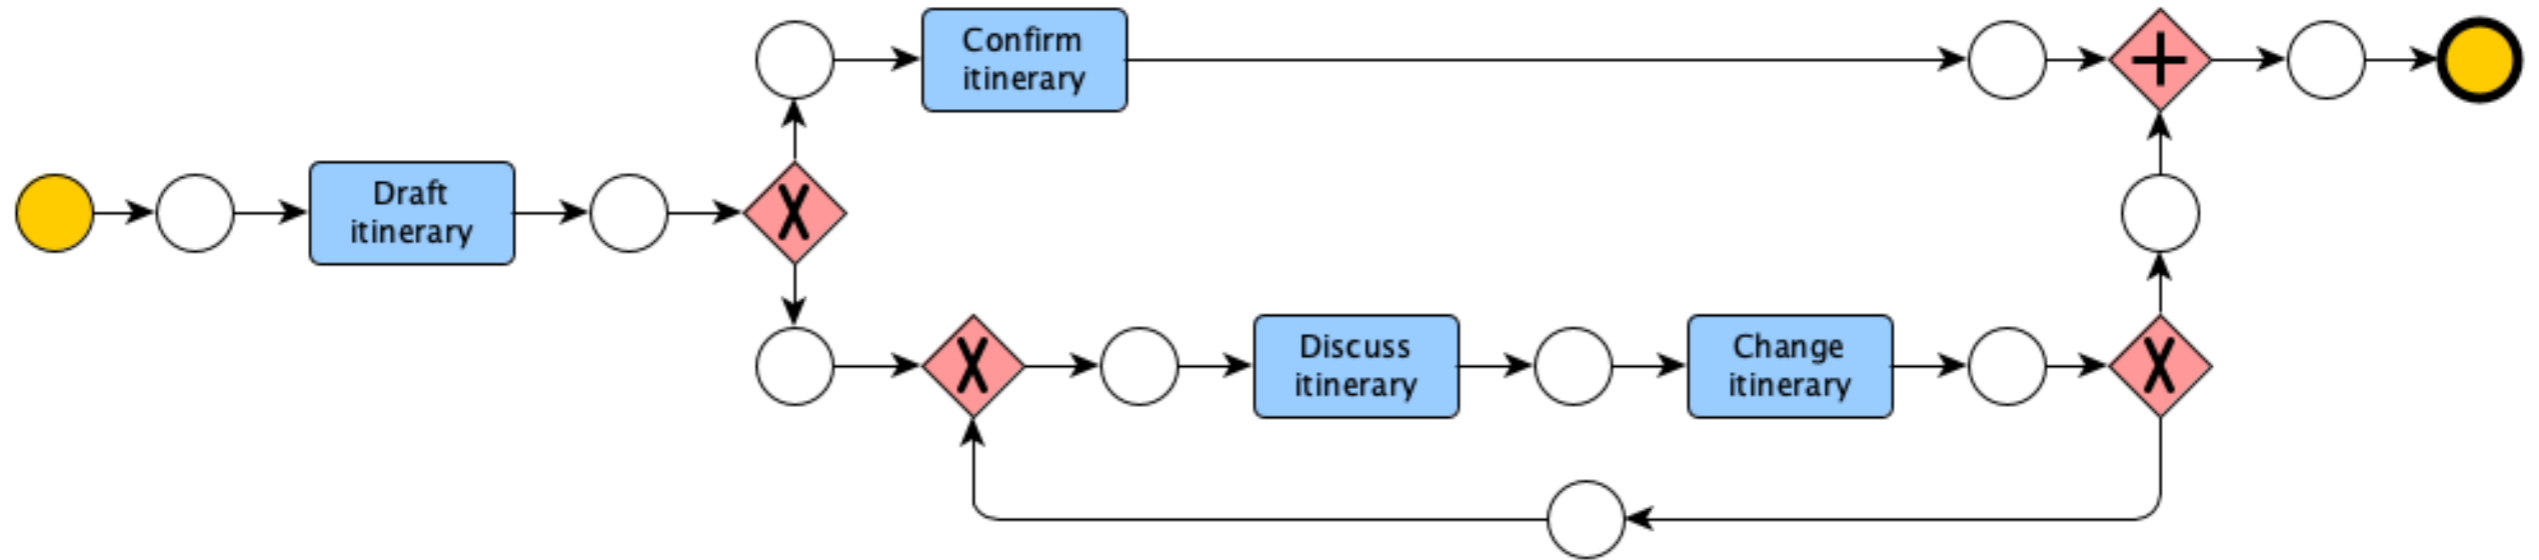 Confirm
itinerary
Draft
itinerary
X
Discuss
itinerary
Change
itinerary
X
X